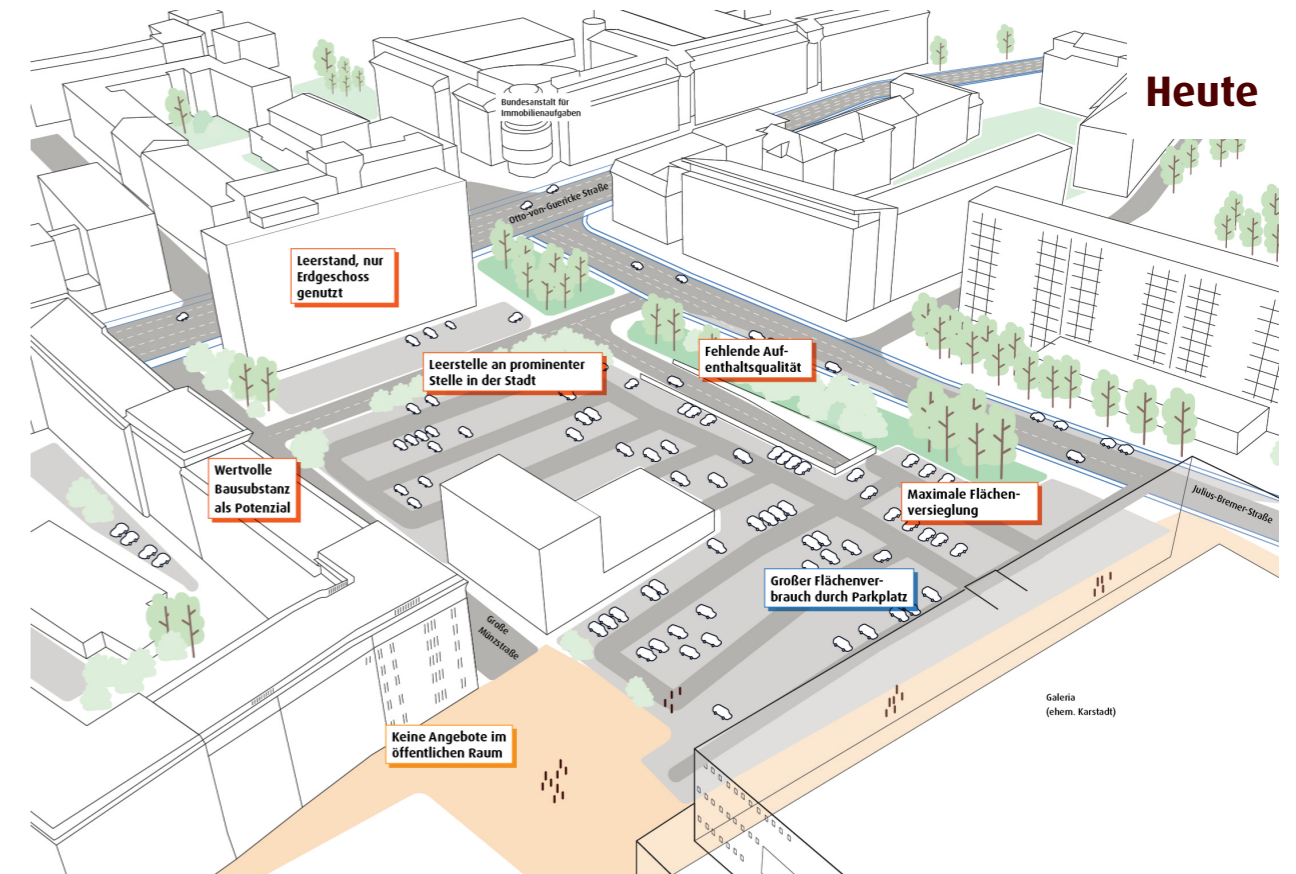 Heute
Bundesanstalt für
Immobilienaufgaben
Otto-von-Guericke Straße
Leerstand, nur
Erdgeschoss
genutzt
Leerstelle an prominenter
Stelle in der Stadt
Fehlende Auf-
enthaltsqualität
Wertvolle
Bausubstanz
als Potenzial
Maximale Flächen-
versieglung
Julius-Bremer-Straße
Großer Flächenver-
brauch durch Parkplatz
Große
Münzstraße
Galeria
(ehem. Karstadt)
Keine Angebote im
öffentlichen Raum